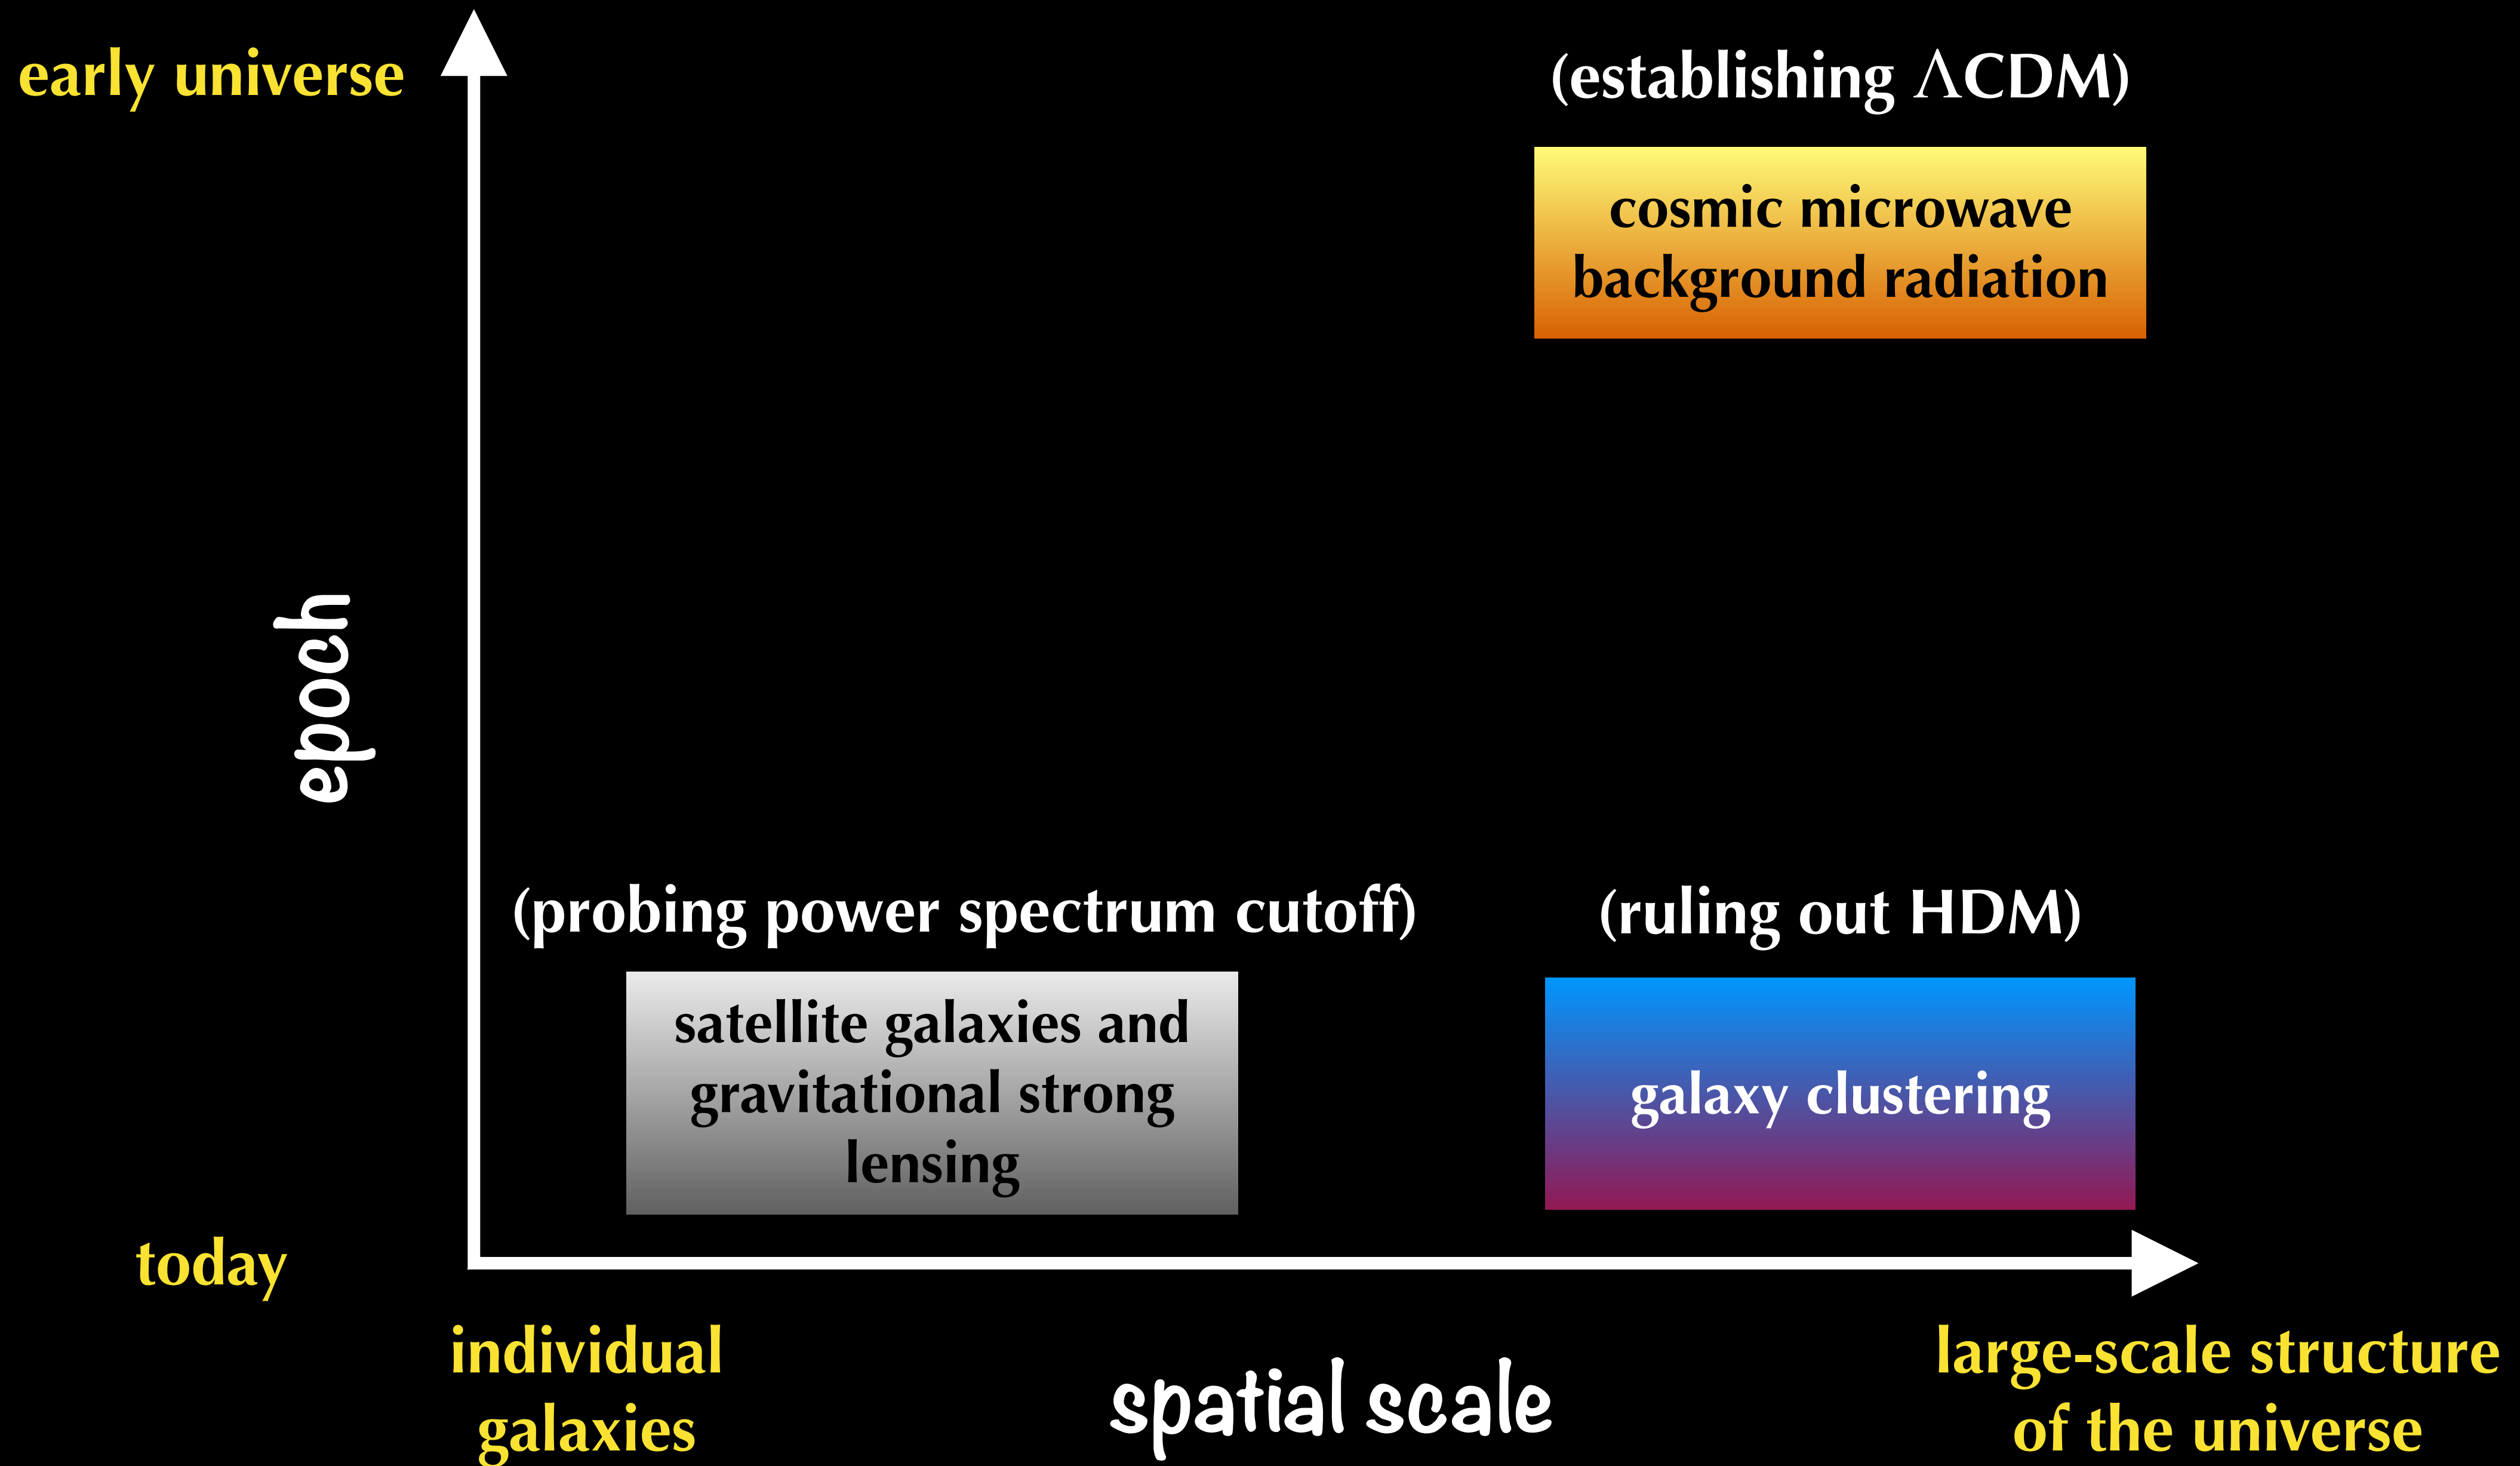 early universe
(establishing ΛCDM)
cosmic microwave
background radiation
epoch
(probing power spectrum cutoff)
(ruling out HDM)
satellite galaxies and
gravitational strong
lensing
galaxy clustering
today
individual
galaxies
spatial scale
large-scale structure
of the universe